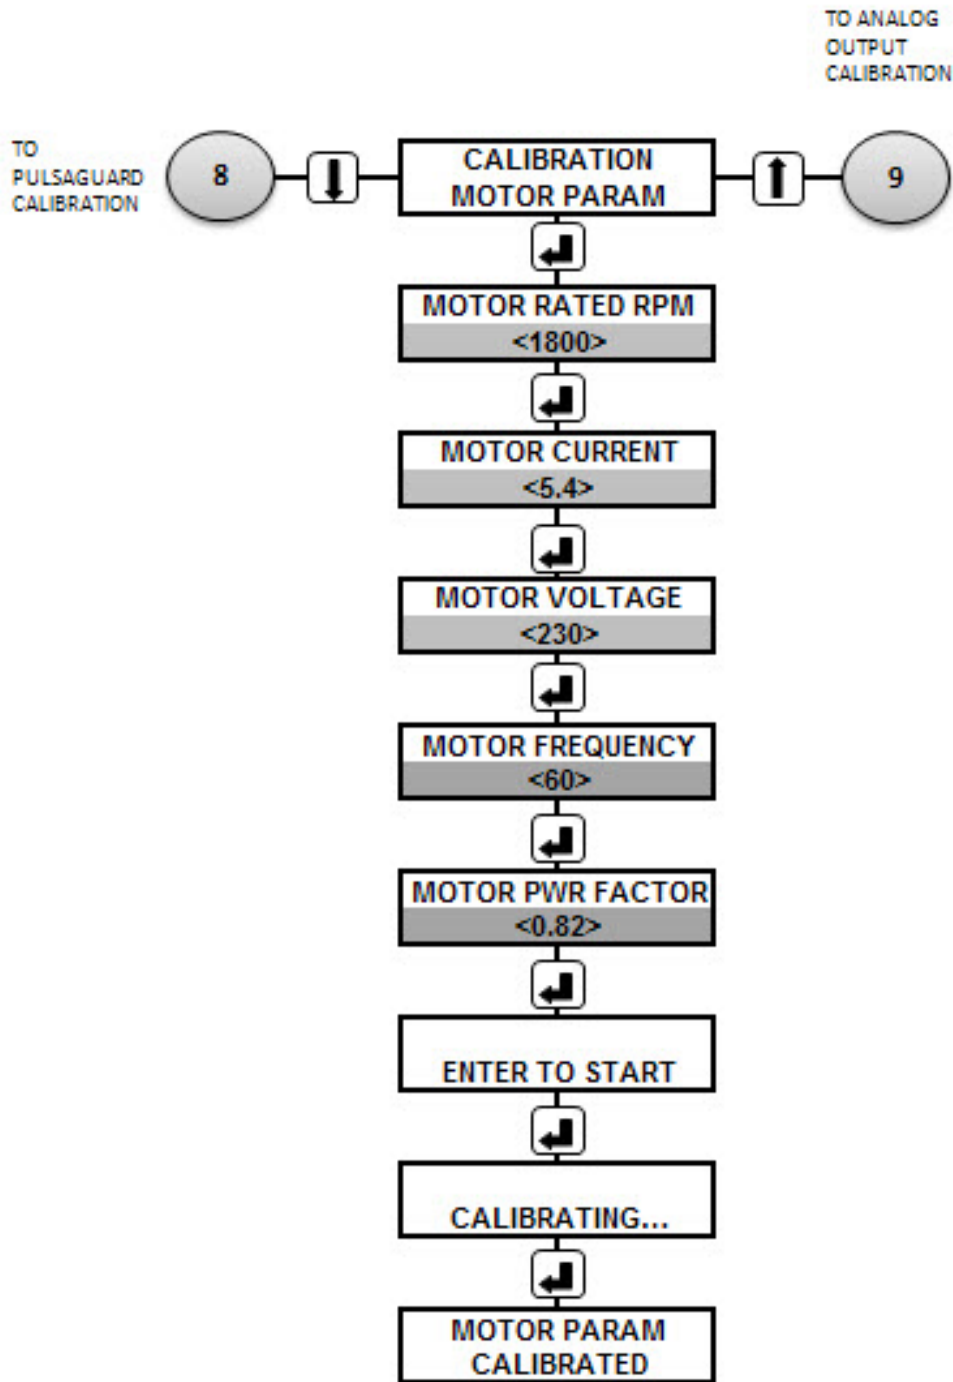 TO ANALOG
OUTPUT
CALIBRATION
TO
PULSAGUARD
CALIBRATION
8
CALIBRATION
MOTOR PARAM
9
MOTOR RATED RPM
<1800>
MOTOR CURRENT
<5.4>
MOTOR VOLTAGE
<230>
MOTOR FREQUENCY
<60>
MOTOR PWR FACTOR
<0.82>
ENTER TO START
CALIBRATING...
MOTOR PARAM
CALIBRATED